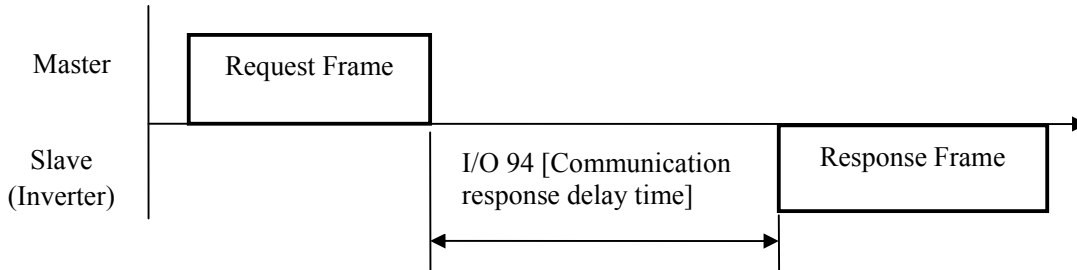 Master
Request Frame
Slave
(Inverter)
I/O 94 [Communication
response delay time]
Response Frame